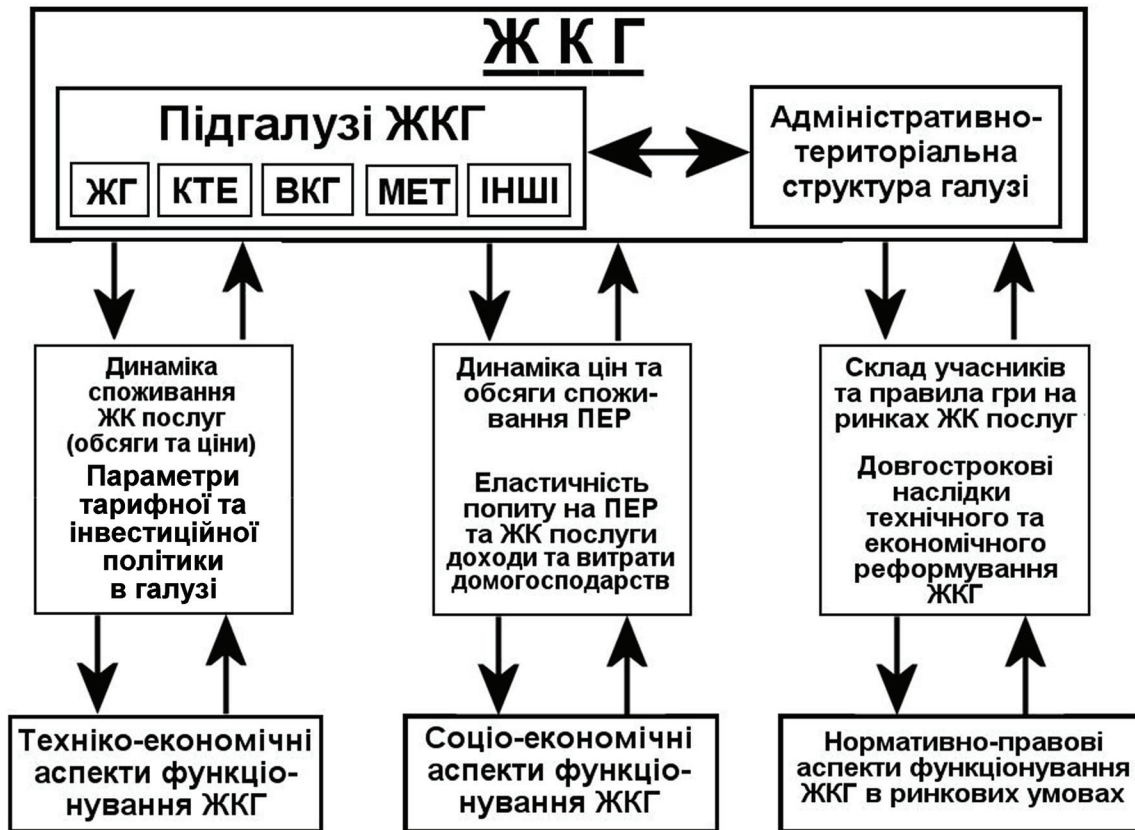 Ж К Г
Підгалузі ЖКГ
ЖГ КТЕ ВКГ МЕТ ІНШІ
Адміністративно-
територіальна
структура галузі
Динаміка
споживання
ЖК послуг
(обсяги та ціни)
Параметри
тарифної та
інвестиційної
політики
в галузі
Динаміка цін та
обсяги спожи-
вання ПЕР
Еластичність
попиту на ПЕР
та ЖК послуги
доходи та витрати
домогосподарств
Склад учасників
та правила гри на
ринках ЖК послуг
Довгострокові
наслідки
технічного та
економічного
реформування
ЖКГ
Техніко-економічні
аспекти функціо-
нування ЖКГ
Соціо-економічні
аспекти функціо-
нування ЖКГ
Нормативно-правові
аспекти функціонування
ЖКГ в ринкових умовах